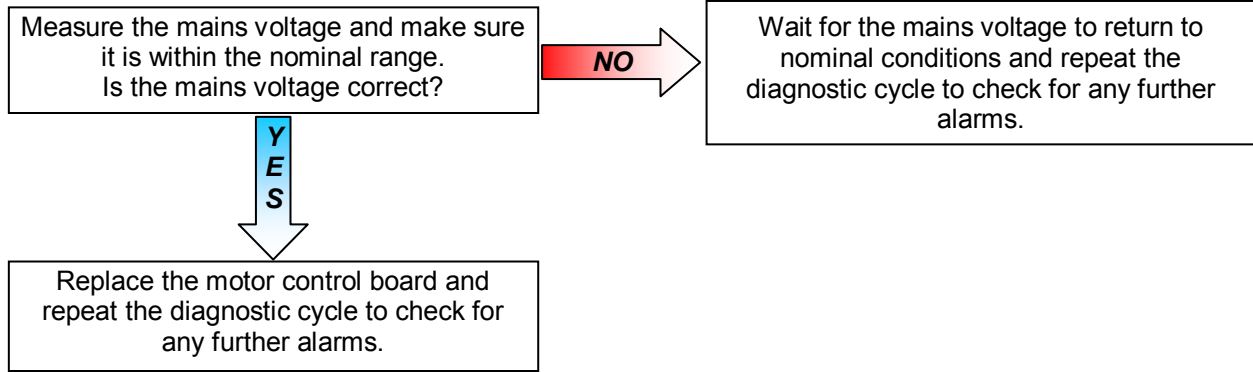 Measure the mains voltage and make sure
it is within the nominal range.
Is the mains voltage correct?
NO
Wait for the mains voltage to return to
nominal conditions and repeat the
diagnostic cycle to check for any further
alarms.
Y
E
S
Replace the motor control board and
repeat the diagnostic cycle to check for
any further alarms.